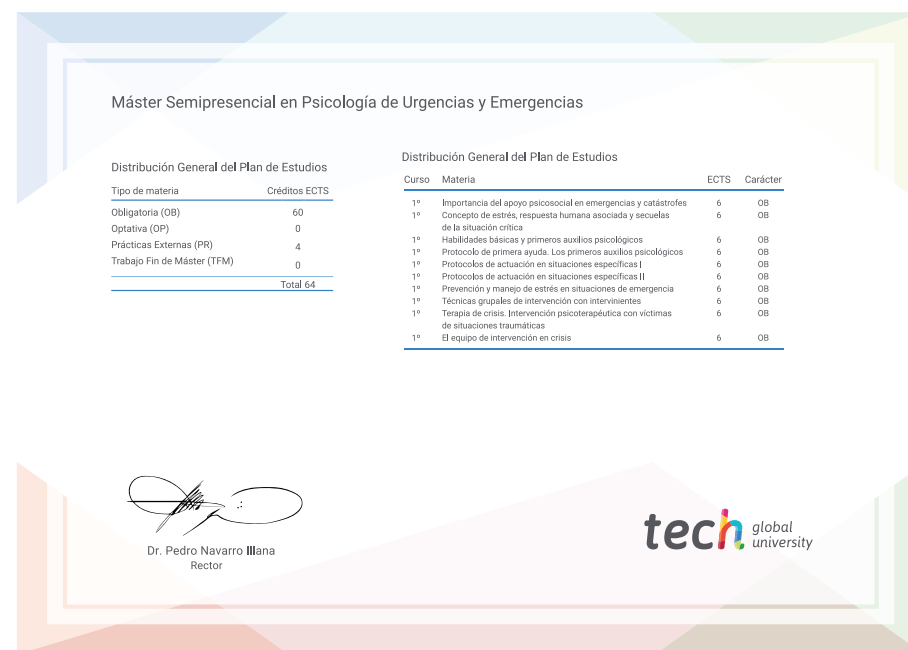 Máster Semipresencial en Psicología de Urgencias y Emergencias
Distribución General del Plan de Estudios
Tipo de materia Créditos ECTS
Obligatoria (OB) 60
Optativa (OP) 0
Prácticas Externas (PR) 4
Trabajo Fin de Máster (TFM) 0
Total 64
Distribución General del Plan de Estudios
Curso Materia ECTS Carácter
1º Importancia del apoyo psicosocial en emergencias y catástrofes 6 OB
1º Concepto de estrés, respuesta humana asociada y secuelas 6 OB
de la situación crítica
1º Habilidades básicas y primeros auxilios psicológicos 6 OB
1º Protocolo de primera ayuda. Los primeros auxilios psicológicos 6 OB
1º Protocolos de actuación en situaciones específicas I 6 OB
1º Protocolos de actuación en situaciones específicas II 6 OB
1º Prevención y manejo de estrés en situaciones de emergencia 6 OB
1º Técnicas grupales de intervención con intervinientes 6 OB
1º Terapia de crisis. Intervención psicoterapéutica con víctimas 6 OB
de situaciones traumáticas
1º El equipo de intervención en crisis 6 OB
Dr. Pedro Navarro Illana
Rector
tech global
university